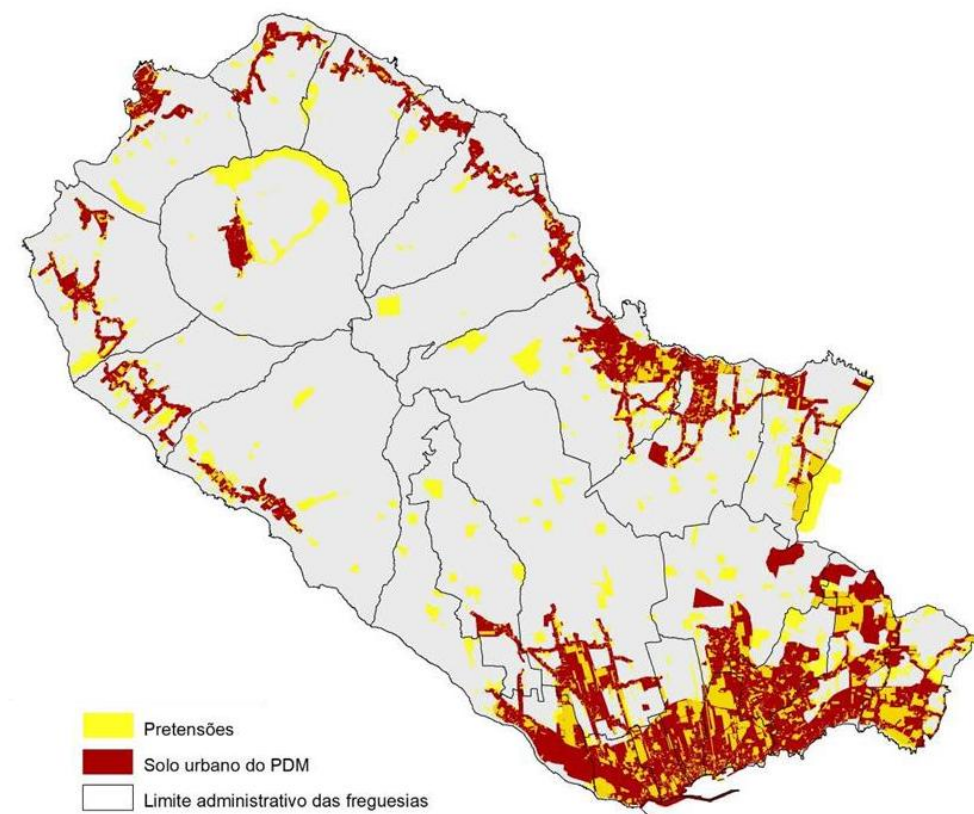 Pretensões
Solo urbano do PDM
Limite administrativo das freguesias